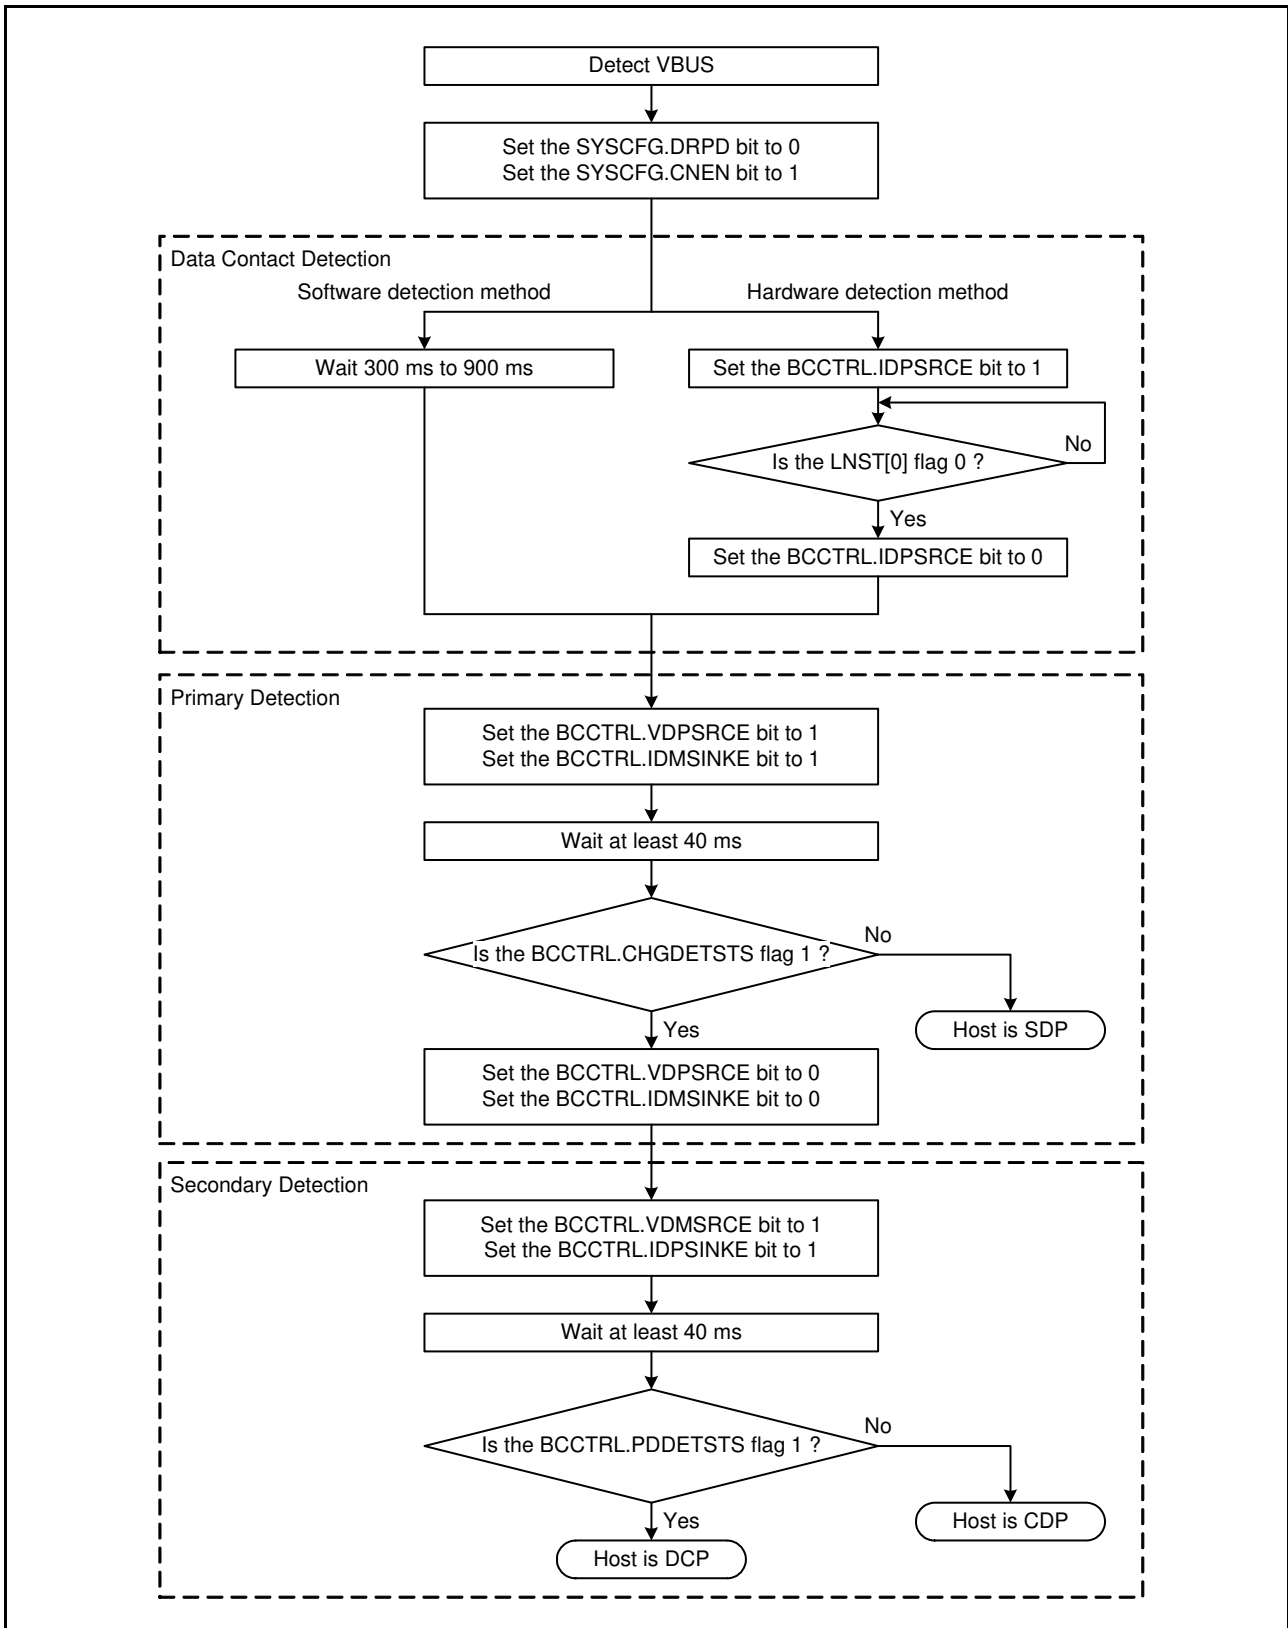 Detect VBUS
Set the SYSCFG.DRPD bit to 0
Set the SYSCFG.CNEN bit to 1
Data Contact Detection
Software detection method
Hardware detection method
Wait 300 ms to 900 ms
Set the BCCTRL.IDPSRCE bit to 1
Is the LNST[0] flag 0 ?
No
Yes
Set the BCCTRL.IDPSRCE bit to 0
Primary Detection
Set the BCCTRL.VDPSRCE bit to 1
Set the BCCTRL.IDMSINKE bit to 1
Wait at least 40 ms
Is the BCCTRL.CHGDETSTS flag 1 ?
No
Host is SDP
Yes
Set the BCCTRL.VDPSRCE bit to 0
Set the BCCTRL.IDMSINKE bit to 0
Secondary Detection
Set the BCCTRL.VDMSRCE bit to 1
Set the BCCTRL.IDPSINKE bit to 1
Wait at least 40 ms
Is the BCCTRL.PDDETSTS flag 1 ?
No
Host is CDP
Yes
Host is DCP